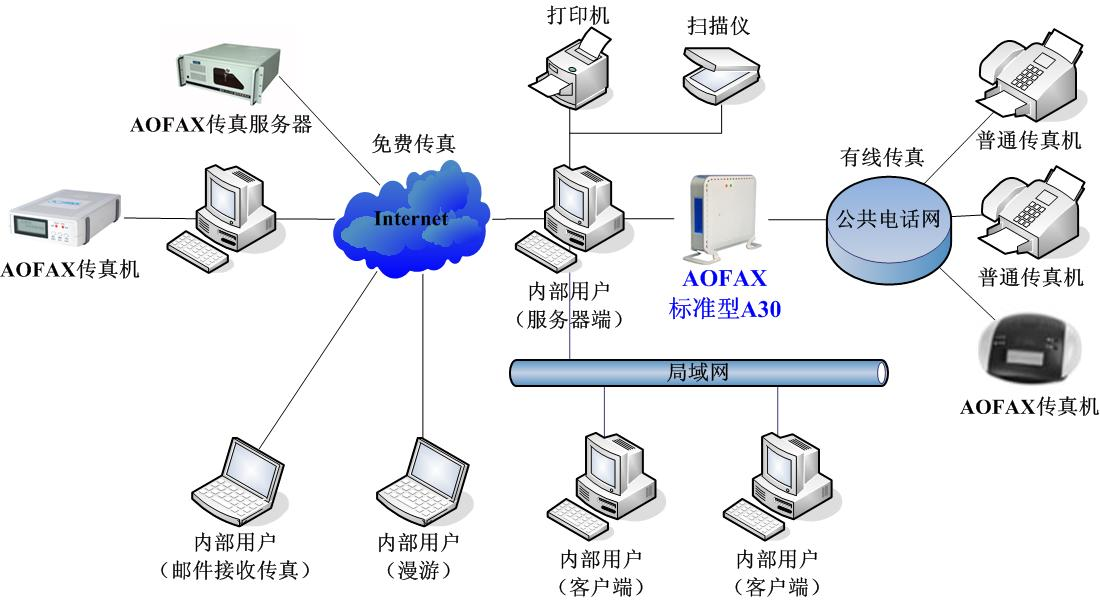 打印机
扫描仪
AOFAX传真服务器
免费传真
普通传真机
有线传真
Internet
公共电话网
AOFAX传真机
普通传真机
内部用户
（服务器端）
AOFAX
标准型A30
局域网
AOFAX传真机
内部用户
（邮件接收传真）
内部用户
（漫游）
内部用户
（客户端）
内部用户
（客户端）